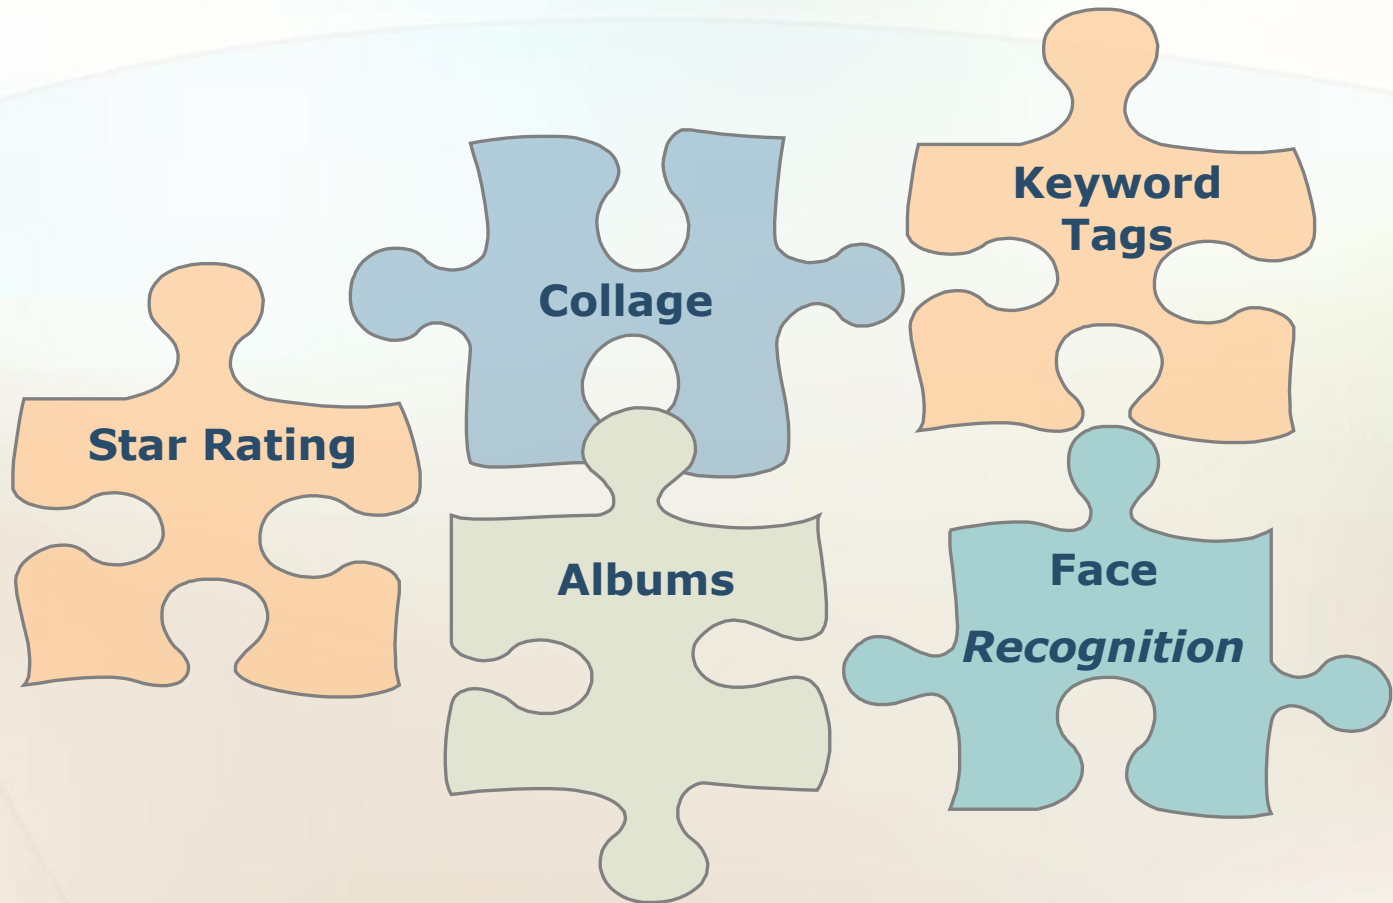 Keyword
Tags
Collage
Star Rating
Albums
Face
Recognition